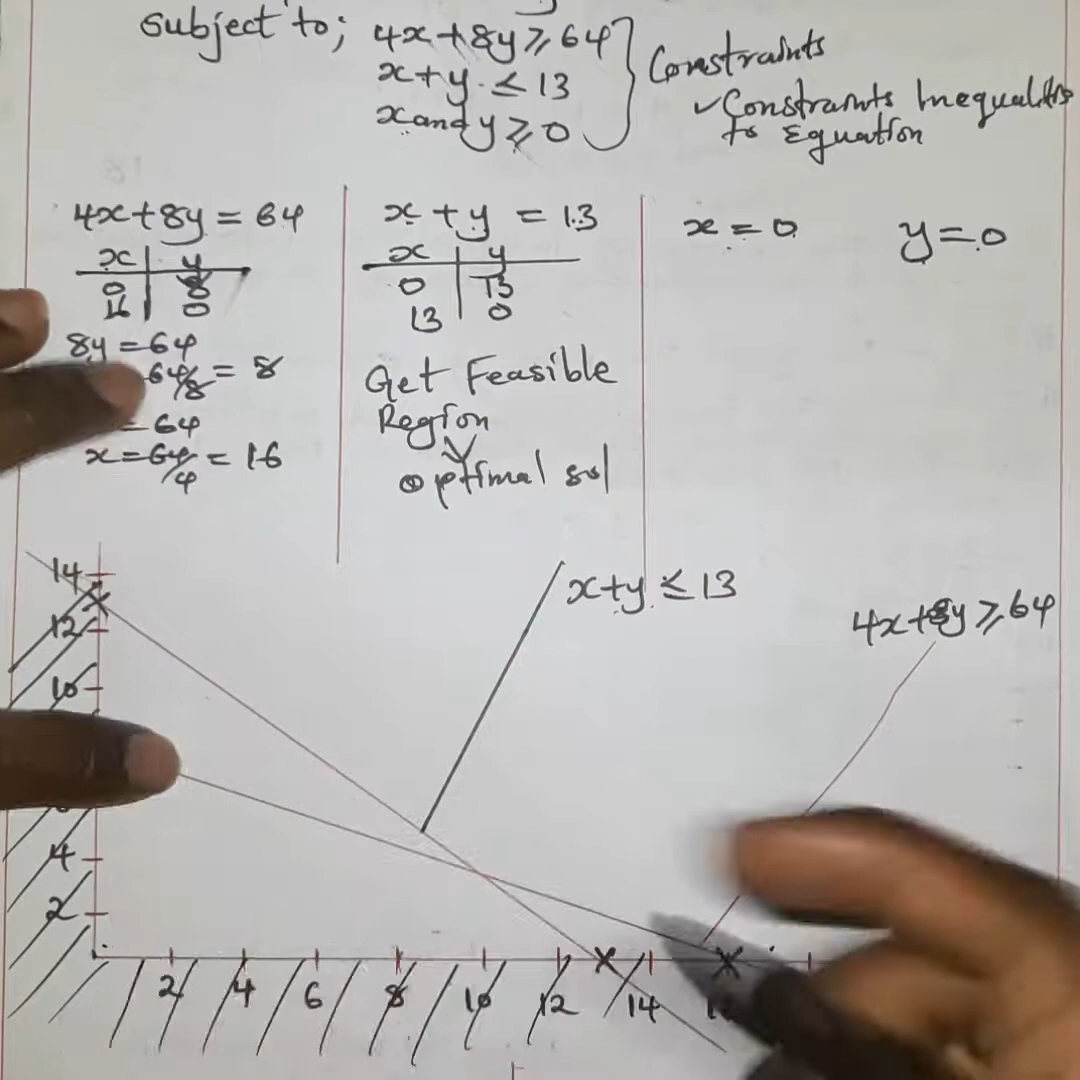 Subject to; 4x+8y ≥ 64
x+y ≤ 13
x and y ≥ 0
Constraints
✓Constraints Inequalities
to Equation
4x+8y = 64
x | y
0 | 8
16 | 0
8y = 64
64/8 = 8
= 64
x = 64/4 = 16
x + y = 13
x | y
0 | 13
13 | 0
Get Feasible
Region
optimal sol
x = 0
y = 0
x+y ≤ 13
4x+8y ≥ 64
14
12
10
4
2
2 4 6 8 10 12 14